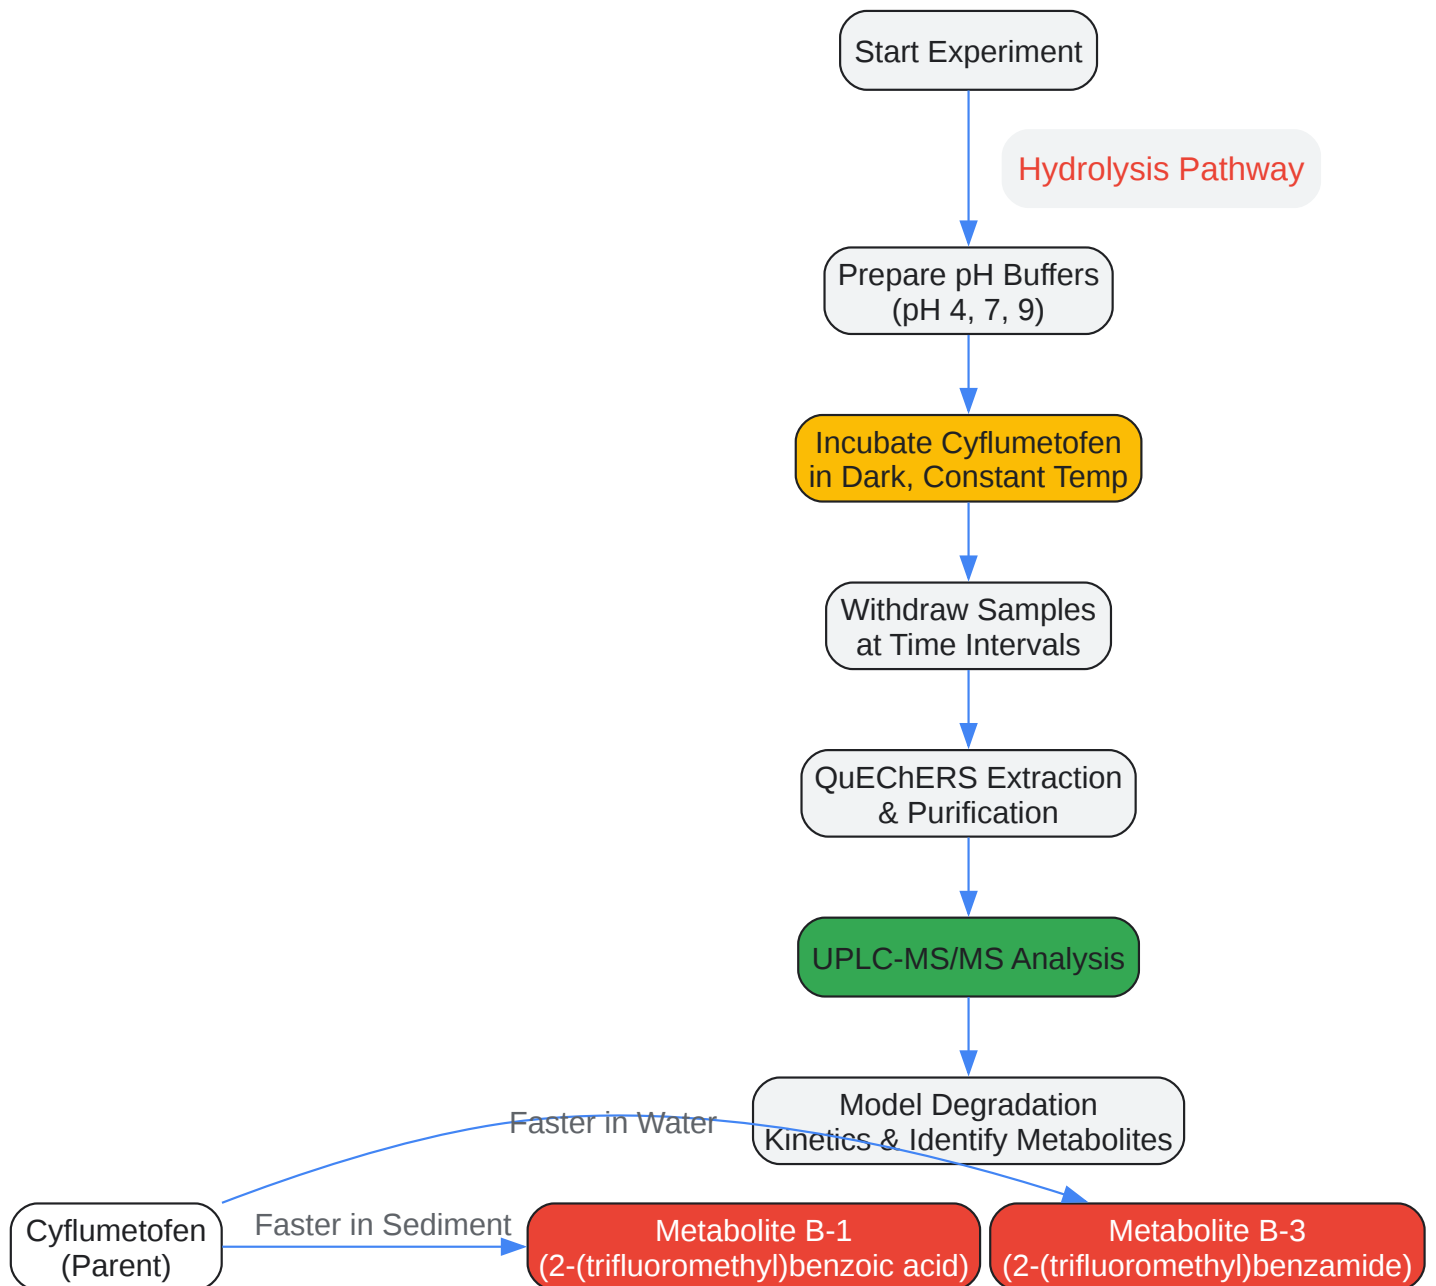 Start Experiment
Hydrolysis Pathway
Prepare pH Buffers
(pH 4, 7, 9)
Incubate Cyflumetofen
in Dark, Constant Temp
Withdraw Samples
at Time Intervals
QuEChERS Extraction
& Purification
UPLC-MS/MS Analysis
Model Degradation
Kinetics & Identify Metabolites
Faster in Water
Cyflumetofen
(Parent)
Faster in Sediment
Metabolite B-1
(2-(trifluoromethyl)benzoic acid)
Metabolite B-3
(2-(trifluoromethyl)benzamide)